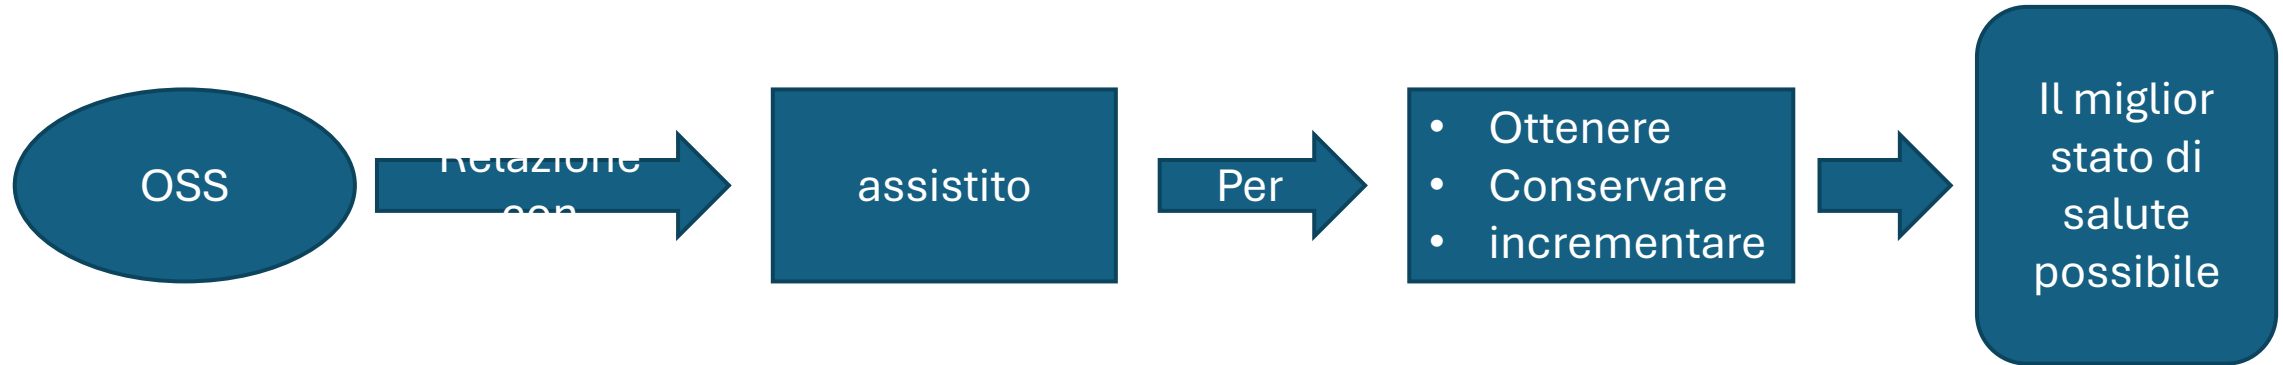 OSS
Relazione
con
assistito
Per
• Ottenere
• Conservare
• incrementare
Il miglior
stato di
salute
possibile